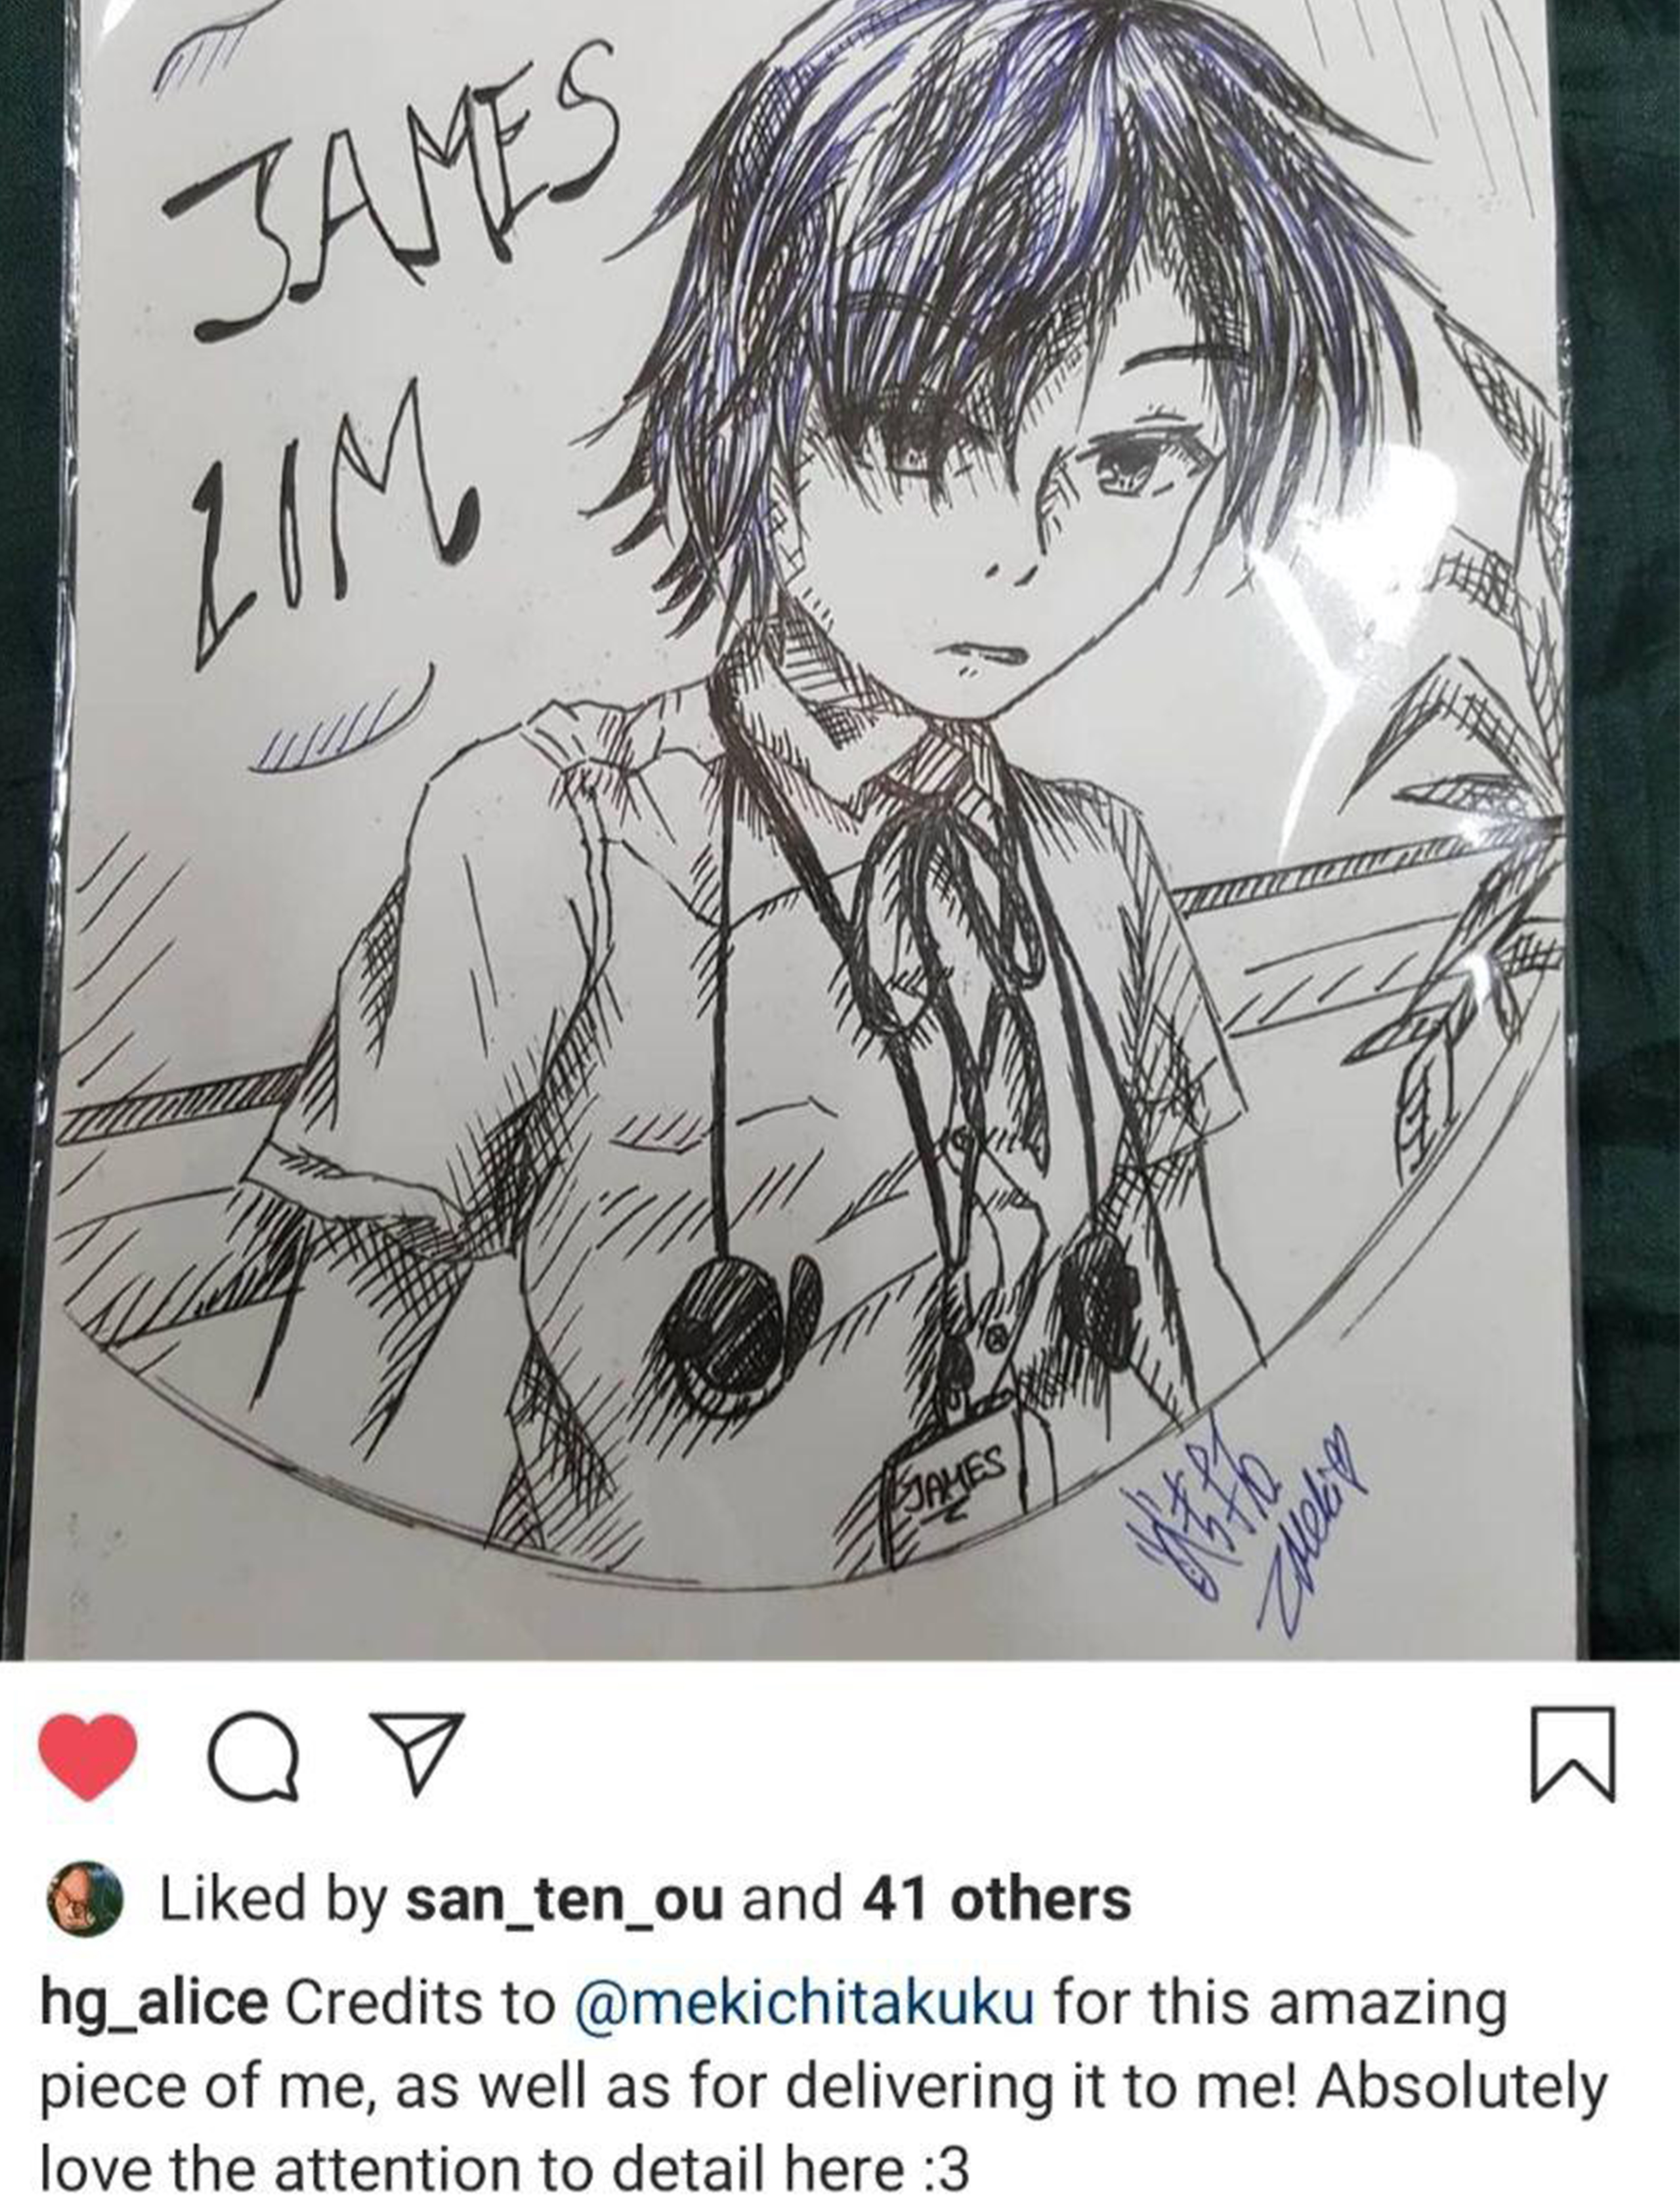 JAMES
LIM
JAMES
Meki
Liked by san_ten_ou and 41 others
hg_alice Credits to @mekichitakuku for this amazing
piece of me, as well as for delivering it to me! Absolutely
love the attention to detail here :3